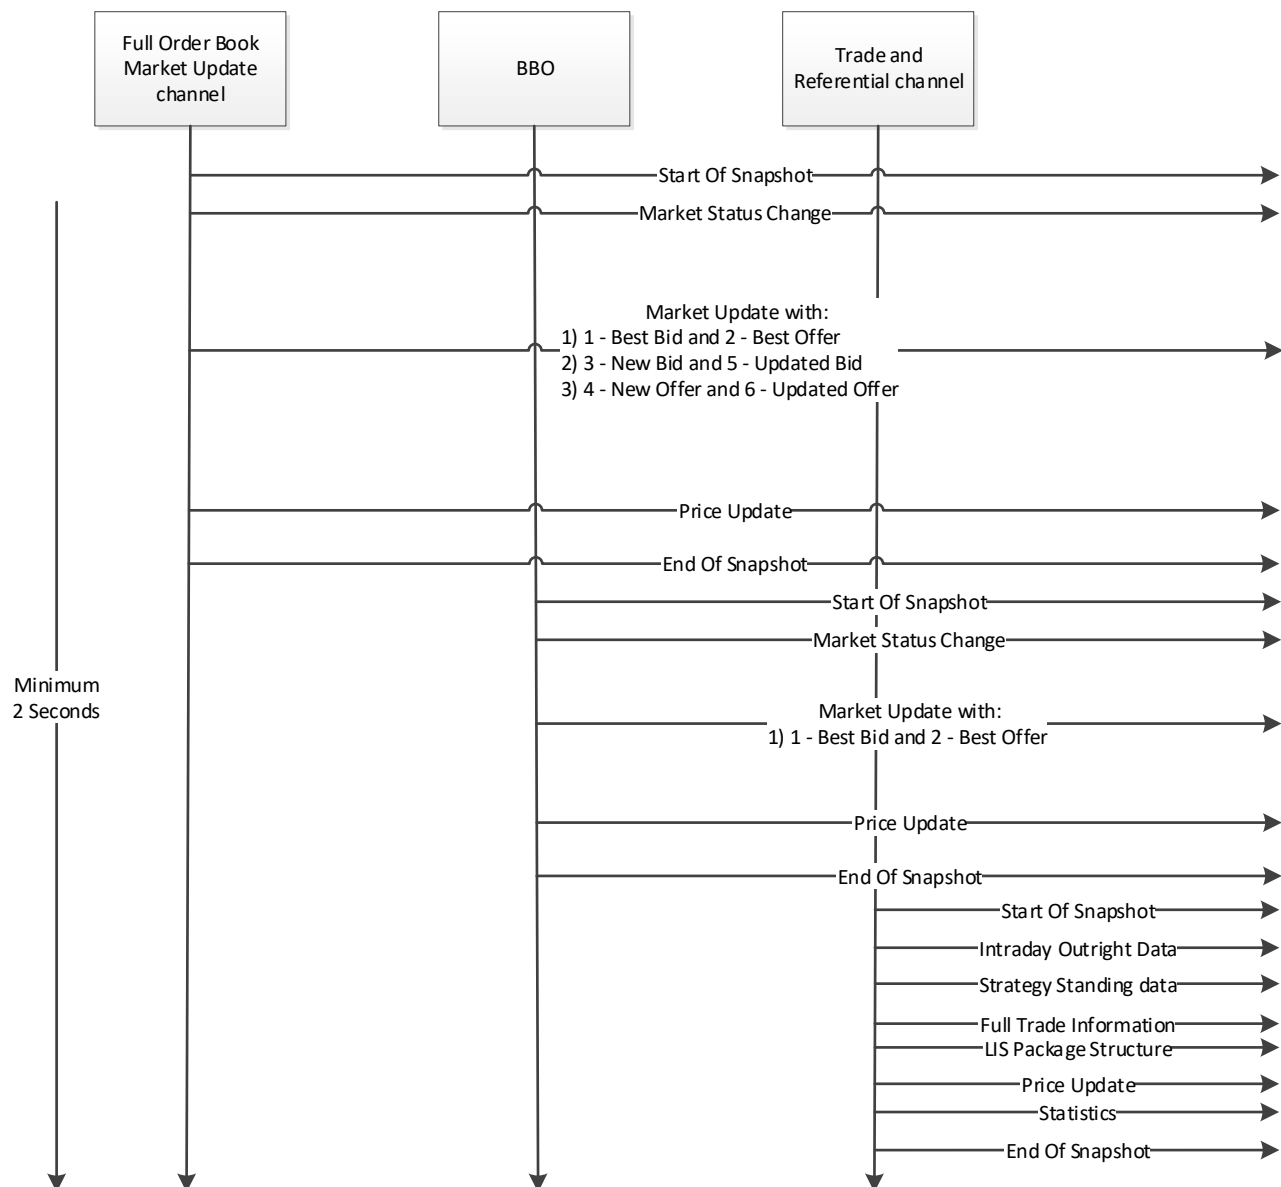 Full Order Book
Market Update
channel
BBO
Trade and
Referential channel
Start Of Snapshot
Market Status Change
Market Update with:
1) 1 - Best Bid and 2 - Best Offer
2) 3 - New Bid and 5 - Updated Bid
3) 4 - New Offer and 6 - Updated Offer
Price Update
End Of Snapshot
Start Of Snapshot
Market Status Change
Minimum
2 Seconds
Market Update with:
1) 1 - Best Bid and 2 - Best Offer
Price Update
End Of Snapshot
Start Of Snapshot
Intraday Outright Data
Strategy Standing data
Full Trade Information
LIS Package Structure
Price Update
Statistics
End Of Snapshot